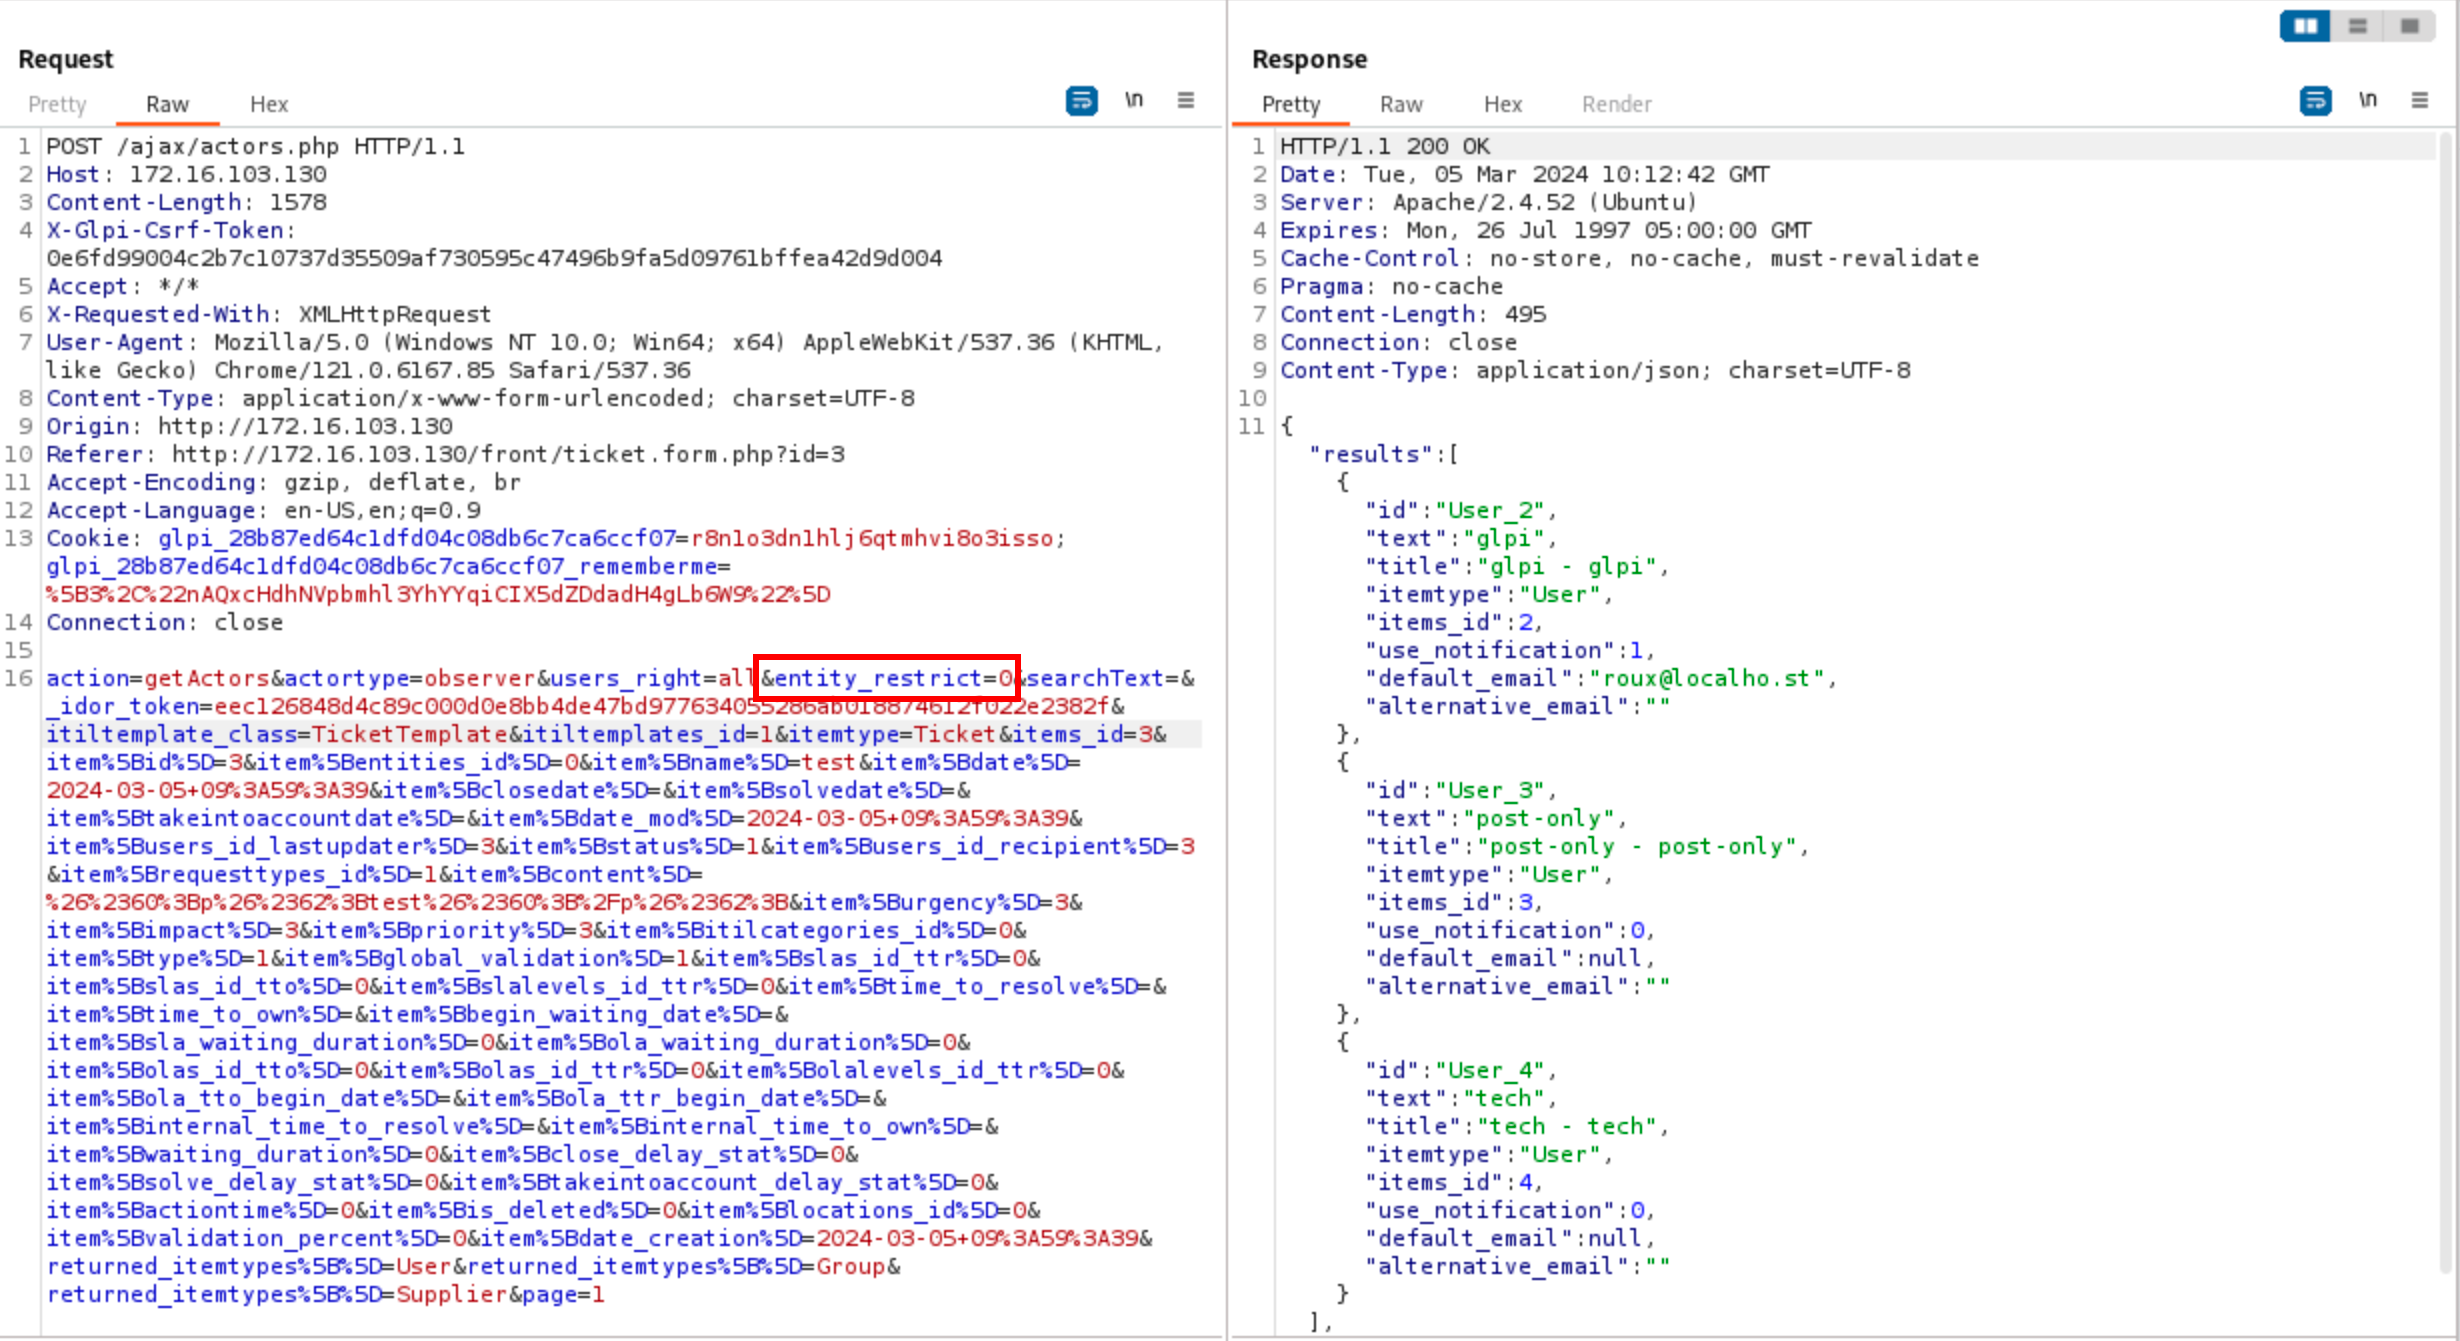 Request
Pretty Raw Hex
\n
1 POST /ajax/actors.php HTTP/1.1
2 Host: 172.16.103.130
3 Content-Length: 1578
4 X-Glpi-Csrf-Token:
0e6fd99004c2b7c10737d35509af730595c47496b9fa5d09761bffea42d9d004
5 Accept: */*
6 X-Requested-With: XMLHttpRequest
7 User-Agent: Mozilla/5.0 (Windows NT 10.0; Win64; x64) AppleWebKit/537.36 (KHTML,
like Gecko) Chrome/121.0.6167.85 Safari/537.36
8 Content-Type: application/x-www-form-urlencoded; charset=UTF-8
9 Origin: http://172.16.103.130
10 Referer: http://172.16.103.130/front/ticket.form.php?id=3
11 Accept-Encoding: gzip, deflate, br
12 Accept-Language: en-US,en;q=0.9
13 Cookie: glpi_28b87ed64c1dfd04c08db6c7ca6ccf07=r8n1o3dn1hlj6qtmhvi8o3isso;
glpi_28b87ed64c1dfd04c08db6c7ca6ccf07_rememberme=
%5B3%2C%22nAQxcHdhNVpbmhl3YhYYqiCIX5dZDdadH4gLb6W9%22%5D
14 Connection: close
15
16 action=getActors&actortype=observer&users_right=all&entity_restrict=0&searchText=&
_idor_token=eec126848d4c89c000d0e8bb4de47bd977634055286ab018874612f022e2382f&
itiltemplate_class=TicketTemplate&itiltemplates_id=1&itemtype=Ticket&items_id=3&
item%5Bid%5D=3&item%5Bentities_id%5D=0&item%5Bname%5D=test&item%5Bdate%5D=
2024-03-05+09%3A59%3A39&item%5Bclosedate%5D=&item%5Bsolvedate%5D=&
item%5Btakeintoaccountdate%5D=&item%5Bdate_mod%5D=2024-03-05+09%3A59%3A39&
item%5Busers_id_lastupdater%5D=3&item%5Bstatus%5D=1&item%5Busers_id_recipient%5D=3
&item%5Brequesttypes_id%5D=1&item%5Bcontent%5D=
%26%2360%3Bp%26%2362%3Btest%26%2360%3B%2Fp%26%2362%3B&item%5Burgency%5D=3&
item%5Bimpact%5D=3&item%5Bpriority%5D=3&item%5Bitilcategories_id%5D=0&
item%5Btype%5D=1&item%5Bglobal_validation%5D=1&item%5Bslas_id_ttr%5D=0&
item%5Bslas_id_tto%5D=0&item%5Bslalevels_id_ttr%5D=0&item%5Btime_to_resolve%5D=&
item%5Btime_to_own%5D=&item%5Bbegin_waiting_date%5D=&
item%5Bsla_waiting_duration%5D=0&item%5Bola_waiting_duration%5D=0&
item%5Bolas_id_tto%5D=0&item%5Bolas_id_ttr%5D=0&item%5Bolalevels_id_ttr%5D=0&
item%5Bola_tto_begin_date%5D=&item%5Bola_ttr_begin_date%5D=&
item%5Binternal_time_to_resolve%5D=&item%5Binternal_time_to_own%5D=&
item%5Bwaiting_duration%5D=0&item%5Bclose_delay_stat%5D=0&
item%5Bsolve_delay_stat%5D=0&item%5Btakeintoaccount_delay_stat%5D=0&
item%5Bactiontime%5D=0&item%5Bis_deleted%5D=0&item%5Blocations_id%5D=0&
item%5Bvalidation_percent%5D=0&item%5Bdate_creation%5D=2024-03-05+09%3A59%3A39&
returned_itemtypes%5B%5D=User&returned_itemtypes%5B%5D=Group&
returned_itemtypes%5B%5D=Supplier&page=1
Response
Pretty Raw Hex Render
\n
1 HTTP/1.1 200 OK
2 Date: Tue, 05 Mar 2024 10:12:42 GMT
3 Server: Apache/2.4.52 (Ubuntu)
4 Expires: Mon, 26 Jul 1997 05:00:00 GMT
5 Cache-Control: no-store, no-cache, must-revalidate
6 Pragma: no-cache
7 Content-Length: 495
8 Connection: close
9 Content-Type: application/json; charset=UTF-8
10
11 {
"results":[
{
"id":"User_2",
"text":"glpi",
"title":"glpi - glpi",
"itemtype":"User",
"items_id":2,
"use_notification":1,
"default_email":"roux@localho.st",
"alternative_email":""
},
{
"id":"User_3",
"text":"post-only",
"title":"post-only - post-only",
"itemtype":"User",
"items_id":3,
"use_notification":0,
"default_email":null,
"alternative_email":""
},
{
"id":"User_4",
"text":"tech",
"title":"tech - tech",
"itemtype":"User",
"items_id":4,
"use_notification":0,
"default_email":null,
"alternative_email":""
}
],